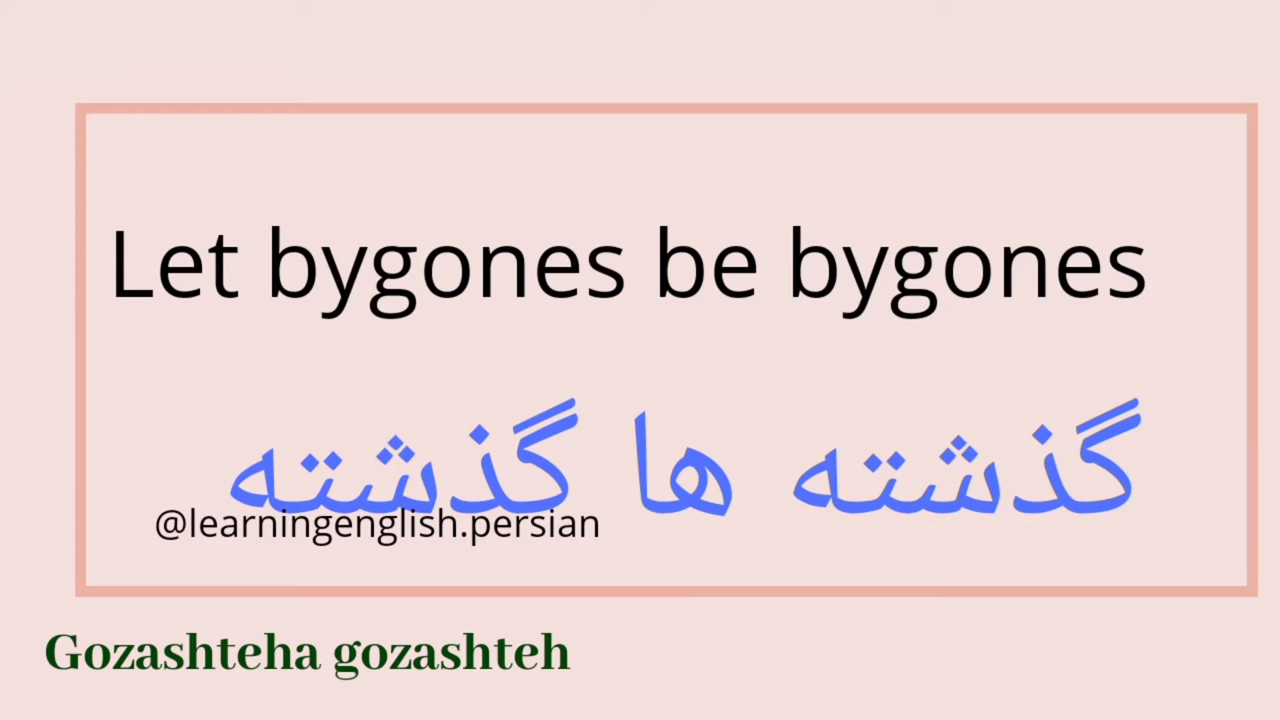 Let bygones be bygones
گذشته ها گذشته
@learningenglish.persian
Gozashteha gozashteh